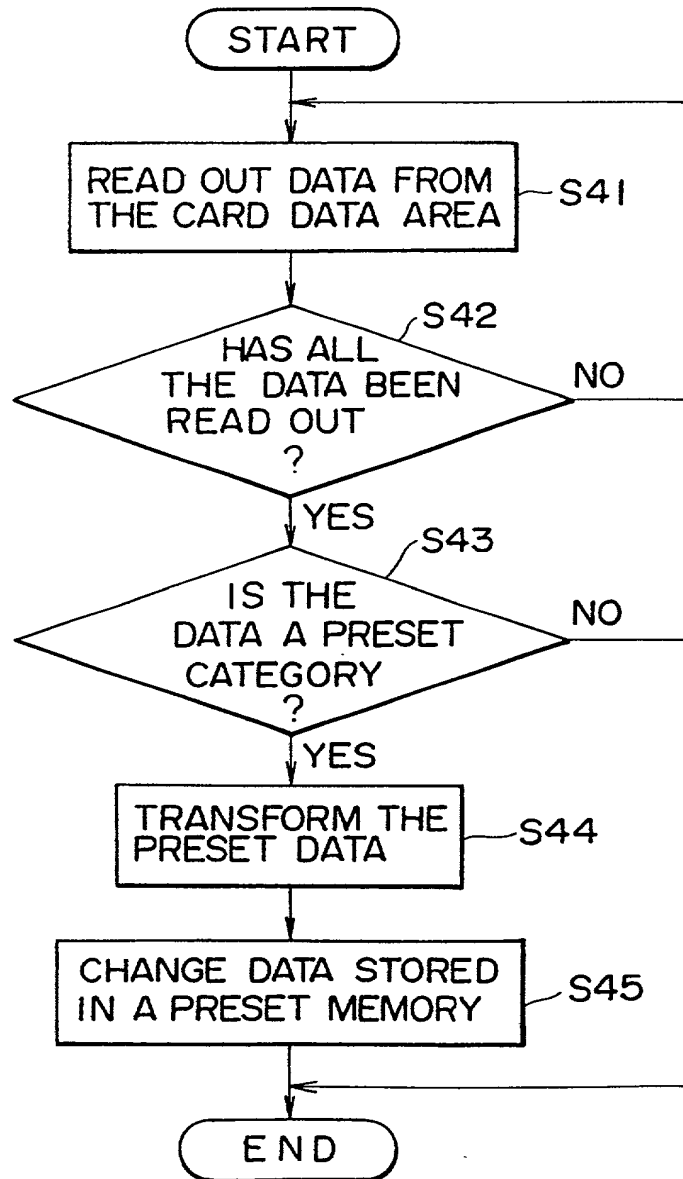 START
READ OUT DATA FROM
THE CARD DATA AREA
S41
S42
HAS ALL
THE DATA BEEN
READ OUT
?
NO
YES
S43
IS THE
DATA A PRESET
CATEGORY
?
NO
YES
TRANSFORM THE
PRESET DATA
S44
CHANGE DATA STORED
IN A PRESET MEMORY
S45
END